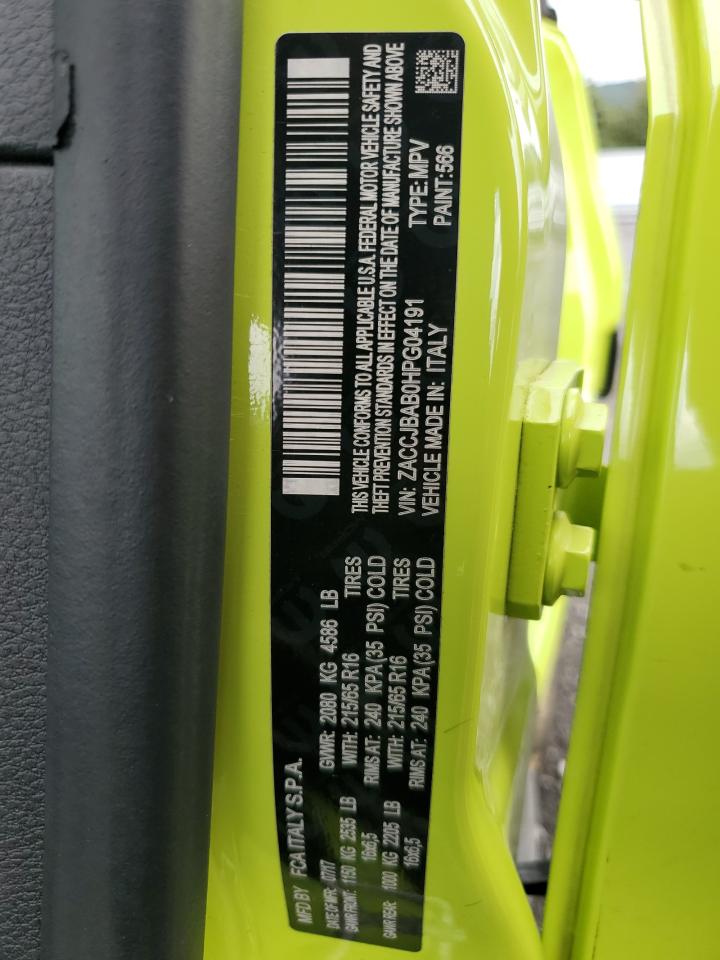 MFD BY FCA ITALY S.P.A.
DATE OF MFR: 07/17 GVWR: 2080 KG 4586 LB
GAWR FRONT: 1150 KG 2535 LB WITH: 215/65 R16 TIRES
16x6,5 RIMS AT: 240 KPA(35 PSI) COLD
GAWR REAR: 1000 KG 2205 LB WITH: 215/65 R16 TIRES
16x6,5 RIMS AT: 240 KPA(35 PSI) COLD
THIS VEHICLE CONFORMS TO ALL APPLICABLE U.S.A. FEDERAL MOTOR VEHICLE SAFETY AND
THEFT PREVENTION STANDARDS IN EFFECT ON THE DATE OF MANUFACTURE SHOWN ABOVE
VIN: ZACCJBAB0HPG04191 TYPE: MPV
VEHICLE MADE IN: ITALY PAINT: 566